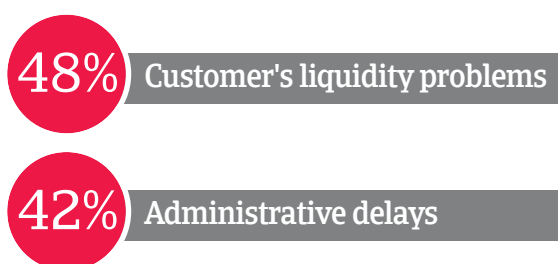 48% Customer's liquidity problems
42% Administrative delays